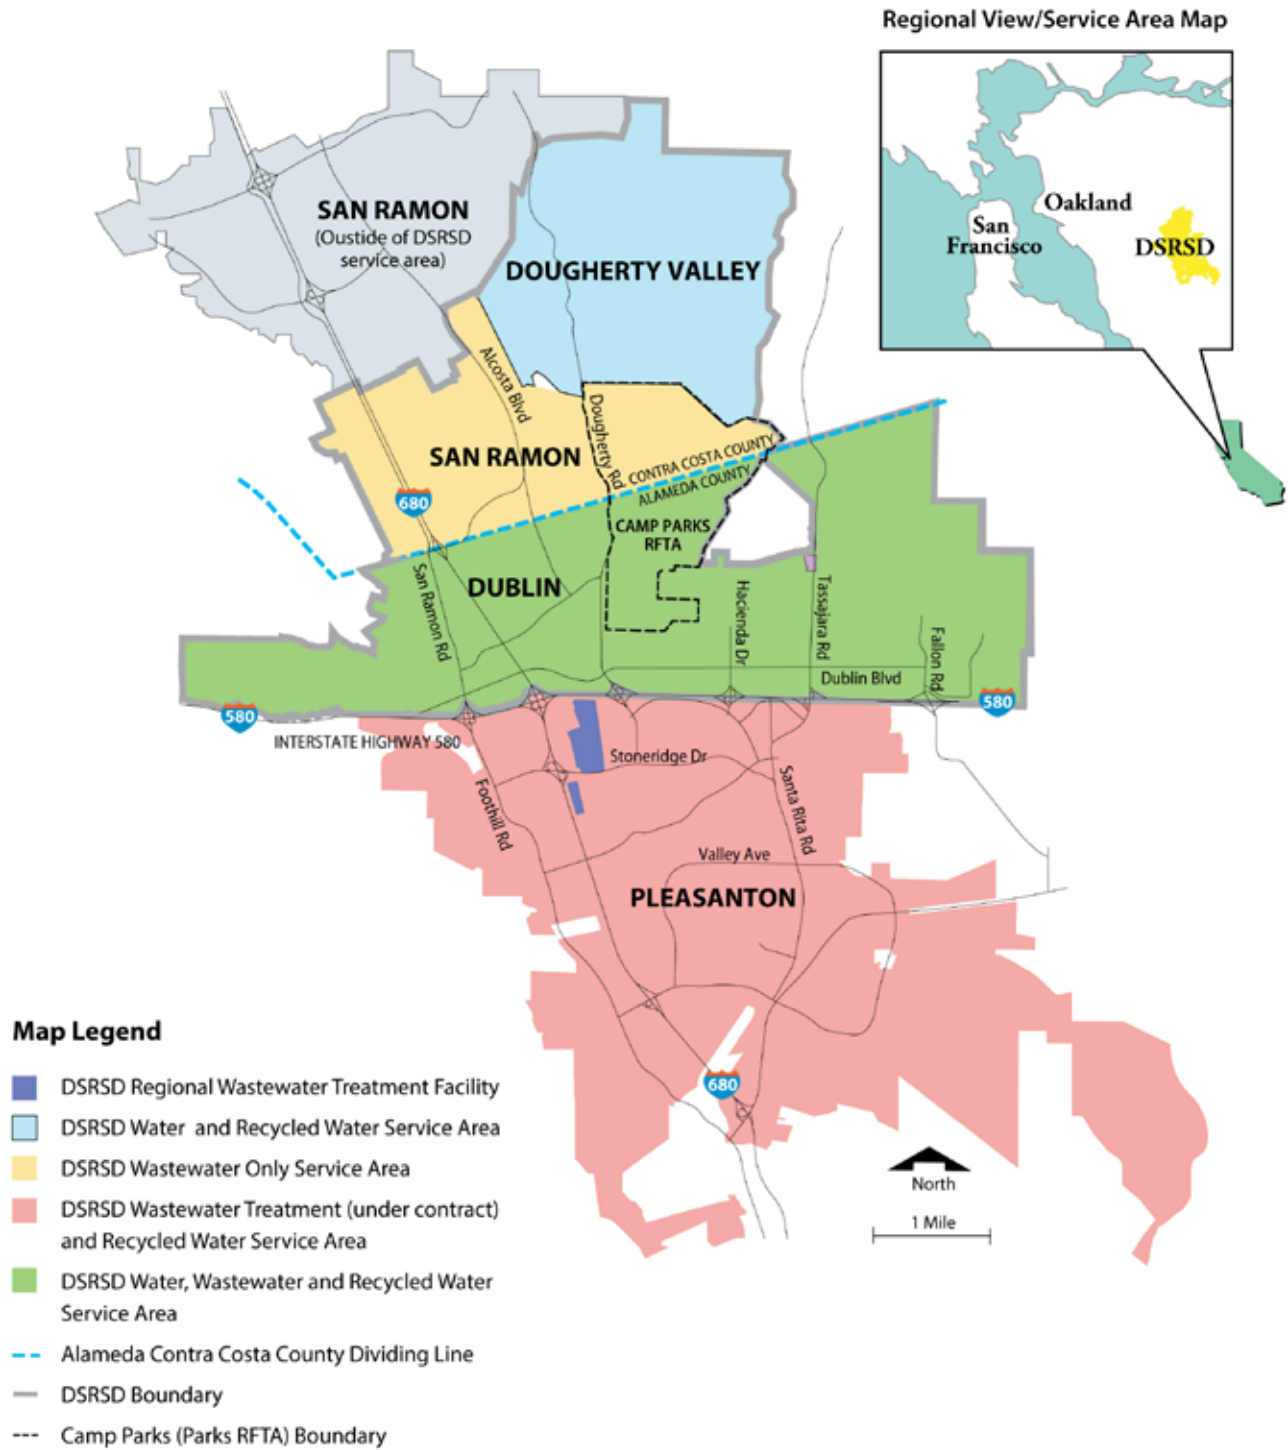 Regional View/Service Area Map
Oakland
San
Francisco
DSRSD
SAN RAMON
(Oustide of DSRSD
service area)
DOUGHERTY VALLEY
Alcosta Blvd
Dougherty Rd
SAN RAMON
CONTRA COSTA COUNTY
ALAMEDA COUNTY
680
CAMP PARKS
RFTA
DUBLIN
San Ramon Rd
Hacienda Dr
Tassajara Rd
Fallon Rd
Dublin Blvd
580
580
INTERSTATE HIGHWAY 580
Stoneridge Dr
Foothill Rd
Santa Rita Rd
Valley Ave
PLEASANTON
680
North
1 Mile
Map Legend
DSRSD Regional Wastewater Treatment Facility
DSRSD Water and Recycled Water Service Area
DSRSD Wastewater Only Service Area
DSRSD Wastewater Treatment (under contract)
and Recycled Water Service Area
DSRSD Water, Wastewater and Recycled Water
Service Area
Alameda Contra Costa County Dividing Line
DSRSD Boundary
Camp Parks (Parks RFTA) Boundary